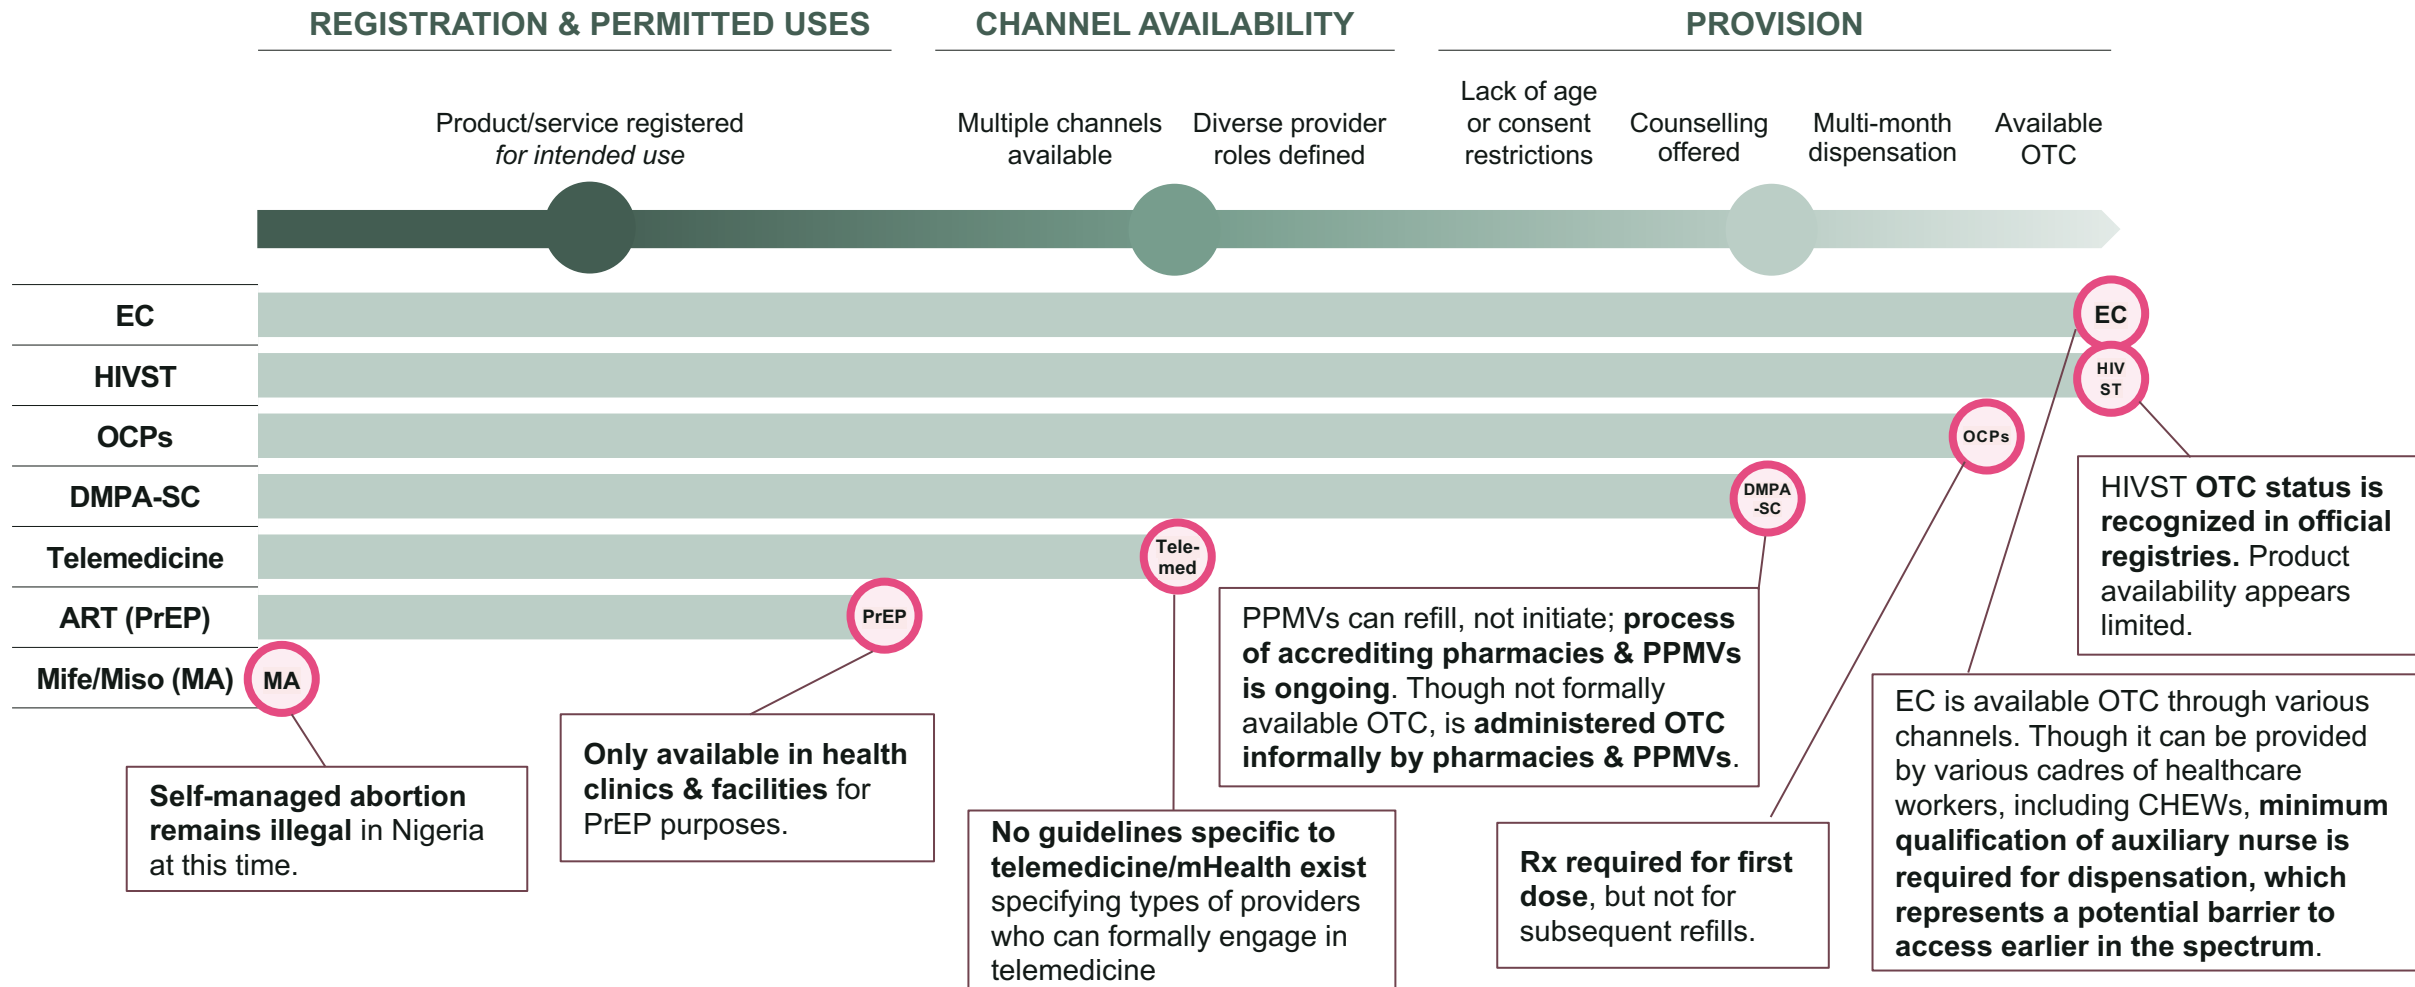 REGISTRATION & PERMITTED USES
CHANNEL AVAILABILITY
PROVISION
Product/service registered
for intended use
Multiple channels
available
Diverse provider
roles defined
Lack of age
or consent
restrictions
Counselling
offered
Multi-month
dispensation
Available
OTC
EC
EC
HIVST
HIV
ST
OCPs
OCPs
DMPA-SC
DMPA
-SC
Telemedicine
Tele-
med
ART (PrEP)
PrEP
Mife/Miso (MA)
MA
Self-managed abortion
remains illegal in Nigeria
at this time.
Only available in health
clinics & facilities for
PrEP purposes.
No guidelines specific to
telemedicine/mHealth exist
specifying types of providers
who can formally engage in
telemedicine
PPMVs can refill, not initiate; process
of accrediting pharmacies & PPMVs
is ongoing. Though not formally
available OTC, is administered OTC
informally by pharmacies & PPMVs.
Rx required for first
dose, but not for
subsequent refills.
HIVST OTC status is
recognized in official
registries. Product
availability appears
limited.
EC is available OTC through various
channels. Though it can be provided
by various cadres of healthcare
workers, including CHEWs, minimum
qualification of auxiliary nurse is
required for dispensation, which
represents a potential barrier to
access earlier in the spectrum.